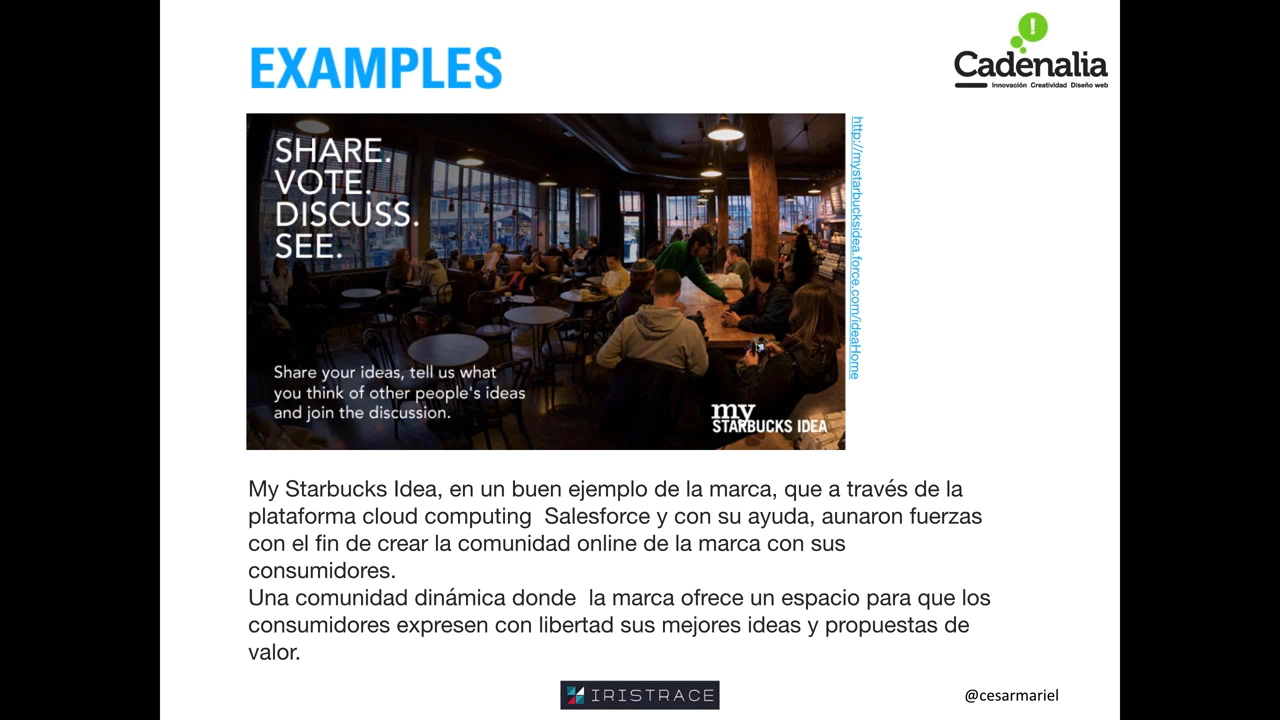 EXAMPLES
Cadenalia
Innovación Creatividad Diseño web
SHARE.
VOTE.
DISCUSS.
SEE.
Share your ideas, tell us what
you think of other people's ideas
and join the discussion.
my
STARBUCKS IDEA
http://mystarbucksidea.force.com/ideaHome
My Starbucks Idea, en un buen ejemplo de la marca, que a través de la
plataforma cloud computing  Salesforce y con su ayuda, aunaron fuerzas
con el fin de crear la comunidad online de la marca con sus
consumidores.
Una comunidad dinámica donde  la marca ofrece un espacio para que los
consumidores expresen con libertad sus mejores ideas y propuestas de
valor.
IRISTRACE
@cesarmariel